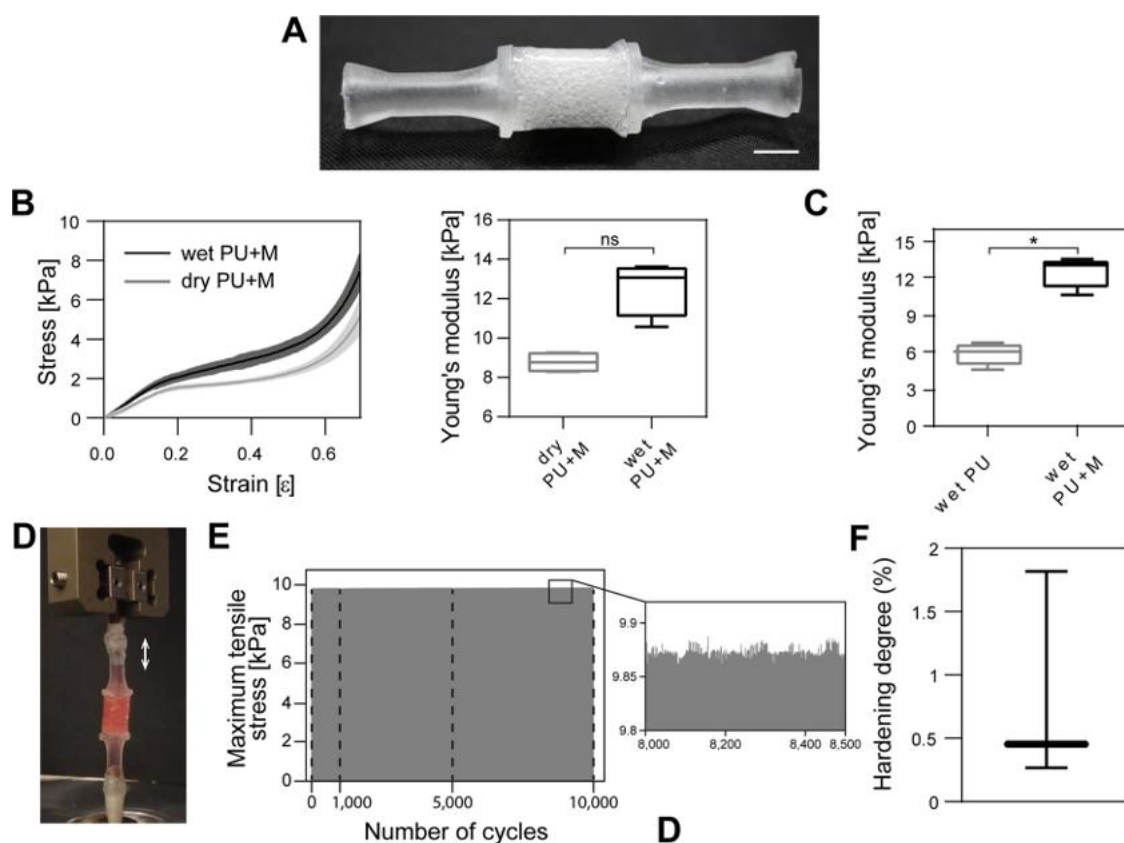 A
B
10
8
6
4
2
0
Stress [kPa]
wet PU+M
dry PU+M
0.0
0.2
0.4
0.6
Strain [ε]
16
14
12
10
8
6
Young's modulus [kPa]
ns
dry
PU+M
wet
PU+M
C
15
12
9
6
3
0
Young's modulus [kPa]
*
wet PU
wet
PU+M
D
E
10
8
6
4
2
0
Maximum tensile
stress [kPa]
0
1,000
5,000
10,000
Number of cycles
9.9
9.85
9.8
8,000
8,200
8,400
8,500
D
F
2
1.5
1
0.5
0
Hardening degree (%)